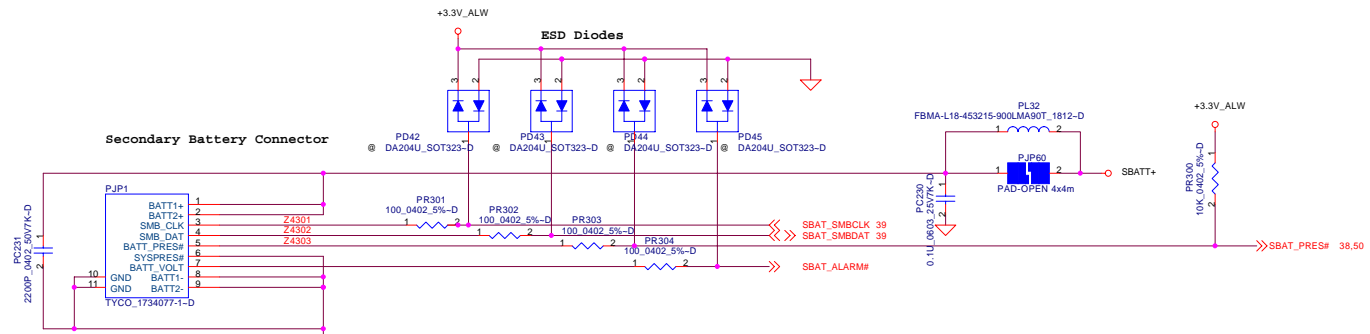 +3.3V_ALW
ESD Diodes
3 2 3 2 3 2 3 2
1 1 1 1
PD42 PD43 PD44 PD45
@ DA204U_SOT323~D @ DA204U_SOT323~D @ DA204U_SOT323~D @ DA204U_SOT323~D
PL32
FBMA-L18-453215-900LMA90T_1812~D
1 2
PJP60
1 2
PAD-OPEN 4x4m
SBATT+
+3.3V_ALW
1
PR300
10K_0402_5%~D
2
Secondary Battery Connector
1
PC230
0.1U_0603_25V7K~D
2
1
PC231
2200P_0402_50V7K~D
2
PJP1
BATT1+ 1
BATT2+ 2
SMB_CLK 3
SMB_DAT 4
BATT_PRES# 5
SYSPRES# 6
BATT_VOLT 7
10 GND BATT1- 8
11 GND BATT2- 9
TYCO_1734077-1~D
Z4301
Z4302
Z4303
PR301
100_0402_5%~D
1 2
PR302
100_0402_5%~D
1 2
PR303
100_0402_5%~D
1 2
PR304
100_0402_5%~D
1 2
SBAT_SMBCLK 39
SBAT_SMBDAT 39
SBAT_PRES# 38,50
SBAT_ALARM#